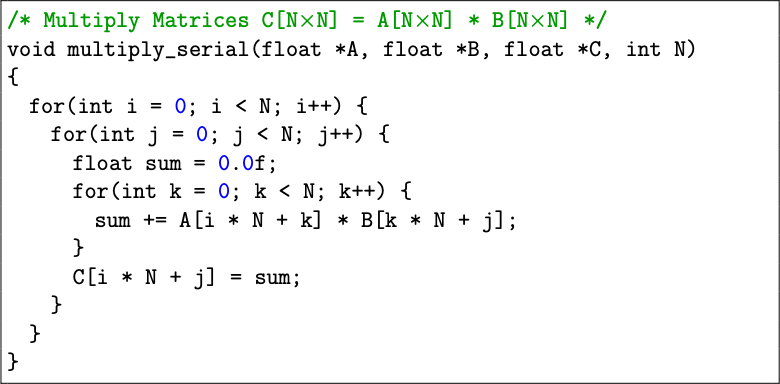 /* Multiply Matrices C[N×N] = A[N×N] * B[N×N] */
void multiply_serial(float *A, float *B, float *C, int N)
{
  for(int i = 0; i < N; i++) {
    for(int j = 0; j < N; j++) {
      float sum = 0.0f;
      for(int k = 0; k < N; k++) {
        sum += A[i * N + k] * B[k * N + j];
      }
      C[i * N + j] = sum;
    }
  }
}